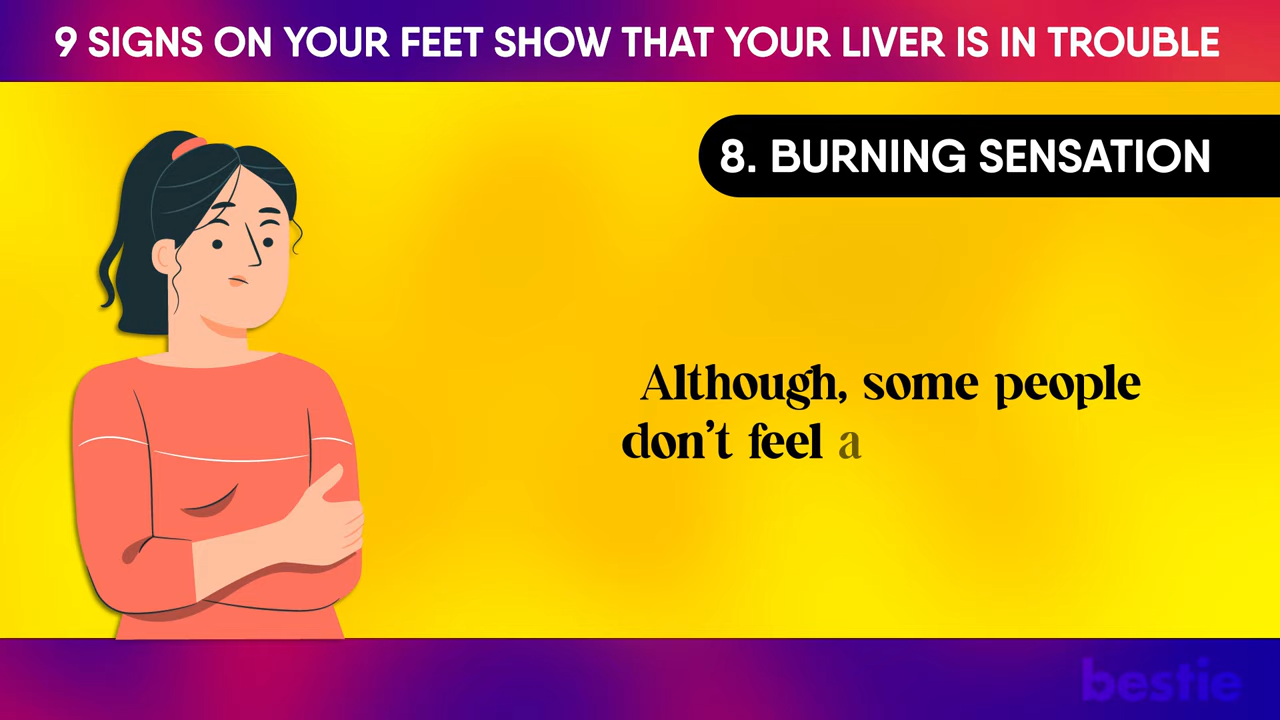 9 SIGNS ON YOUR FEET SHOW THAT YOUR LIVER IS IN TROUBLE
8. BURNING SENSATION
Although, some people
don't feel a
bestie